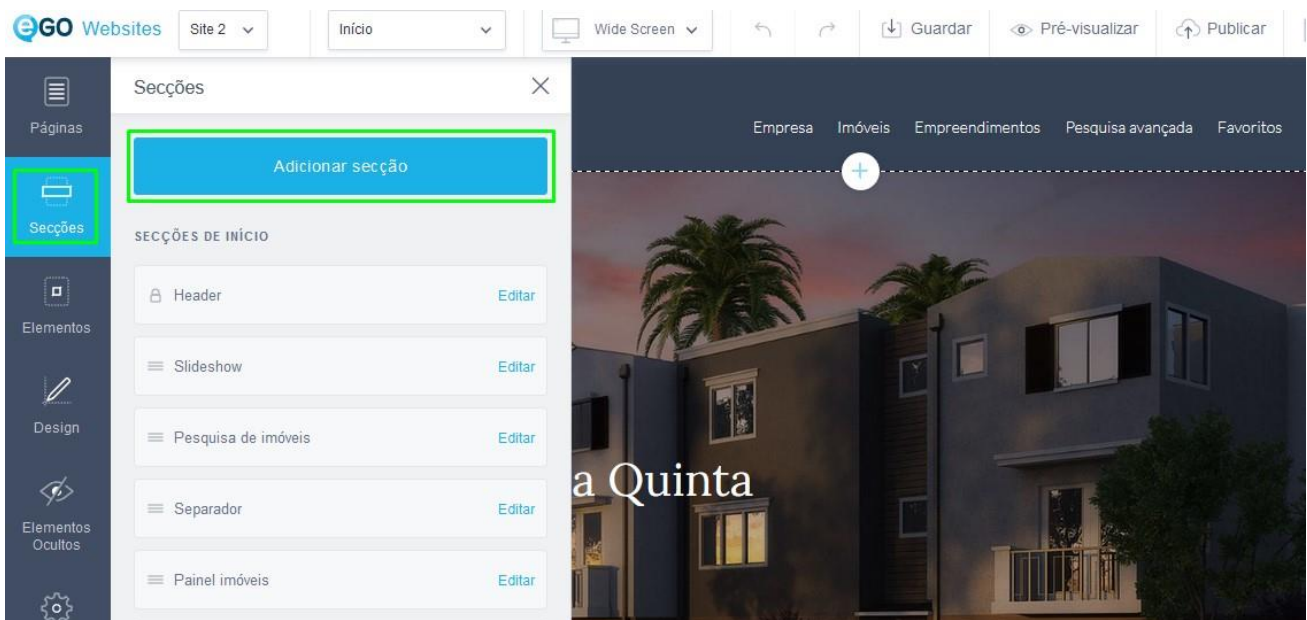 eGO Websites
Site 2
Início
Wide Screen
Guardar
Pré-visualizar
Publicar
Páginas
Secções
Elementos
Design
Elementos
Ocultos
Secções
Adicionar secção
SECÇÕES DE INÍCIO
Header
Editar
Slideshow
Editar
Pesquisa de imóveis
Editar
Separador
Editar
Painel imóveis
Editar
Empresa
Imóveis
Empreendimentos
Pesquisa avançada
Favoritos
a Quinta